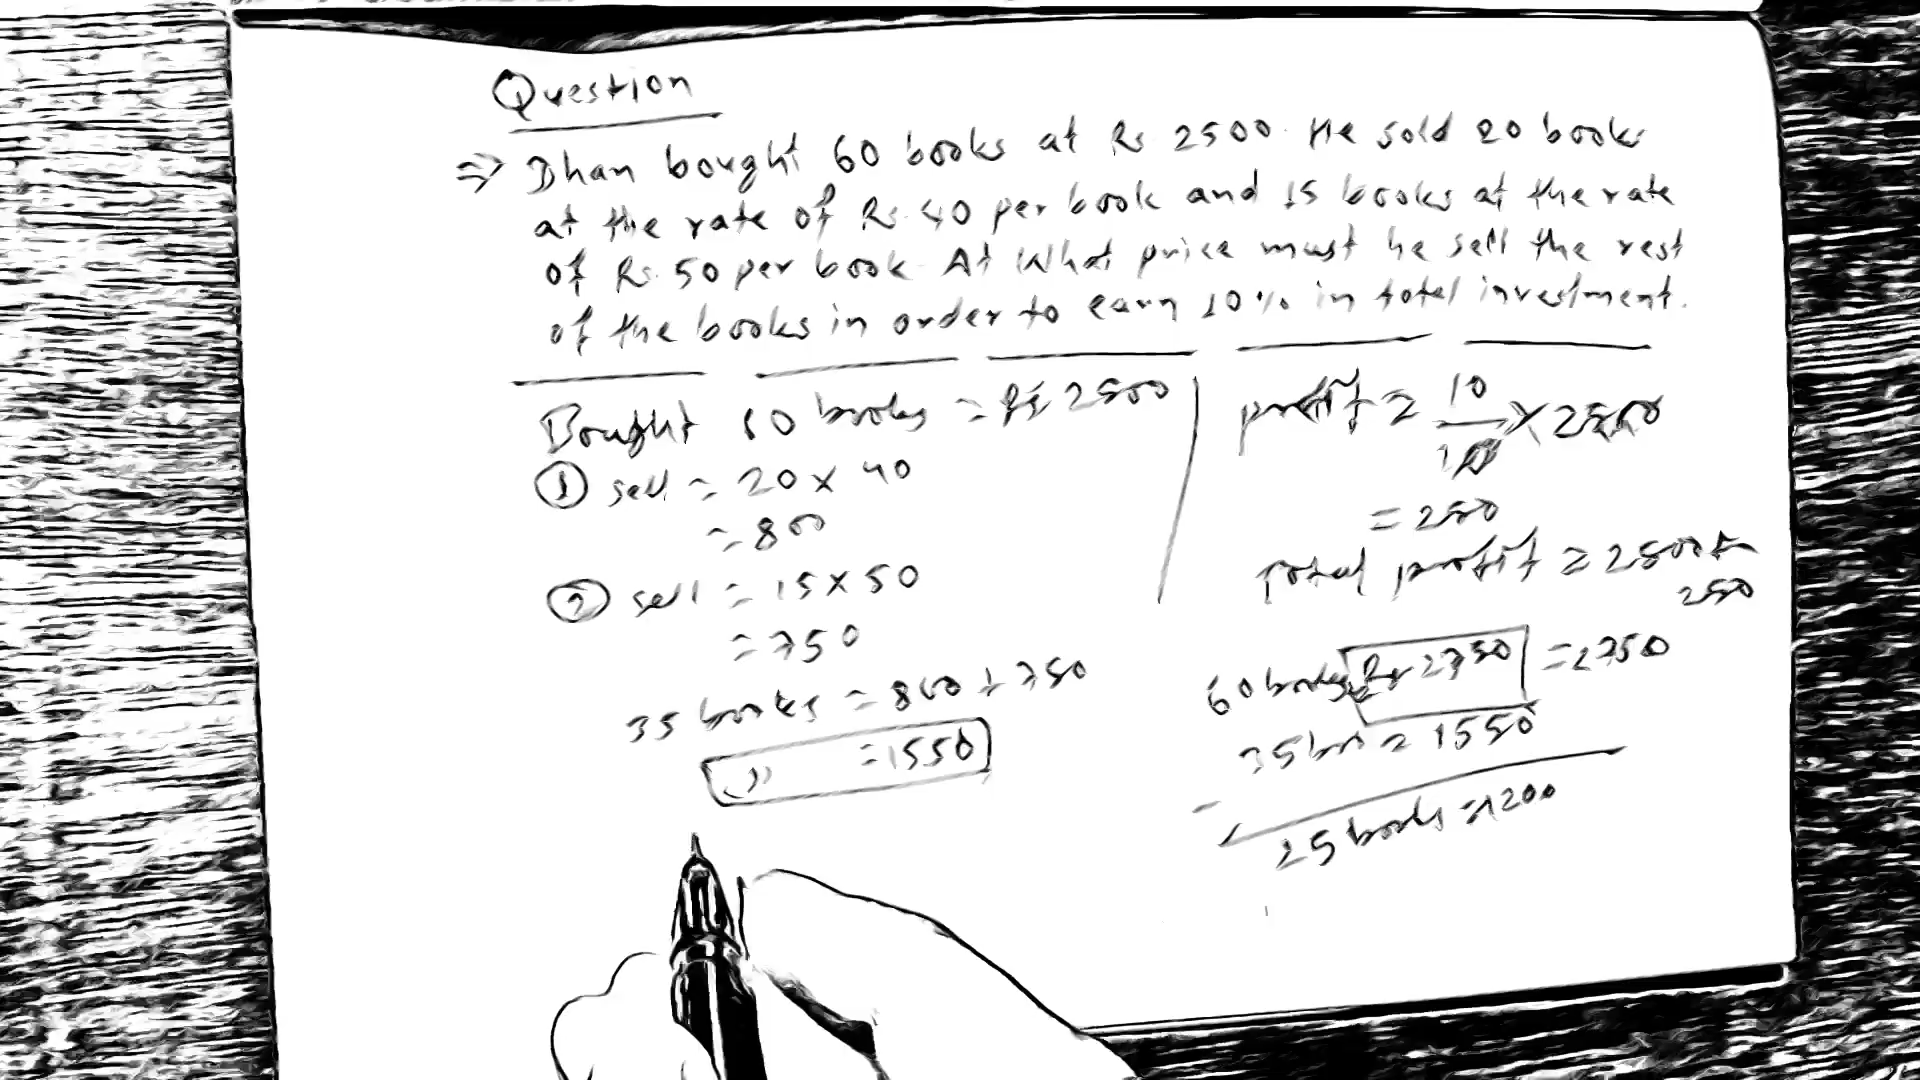 Question
⇒ Dhan bought 60 books at Rs 2500. He sold 20 books
at the rate of Rs. 40 per book and 15 books at the rate
of Rs. 50 per book. At What price must he sell the rest
of the books in order to earn 10% in total investment.
Bought 60 books = Rs 2500
① sell = 20 × 40
= 800
② sell = 15 × 50
= 750
35 books = 800 + 750
" = 1550
profit = 10/100 × 2500
= 250
Total profit = 2500 +
250
60 books Rs 2750 = 2750
35 bo = 1550
-
25 books = 1200